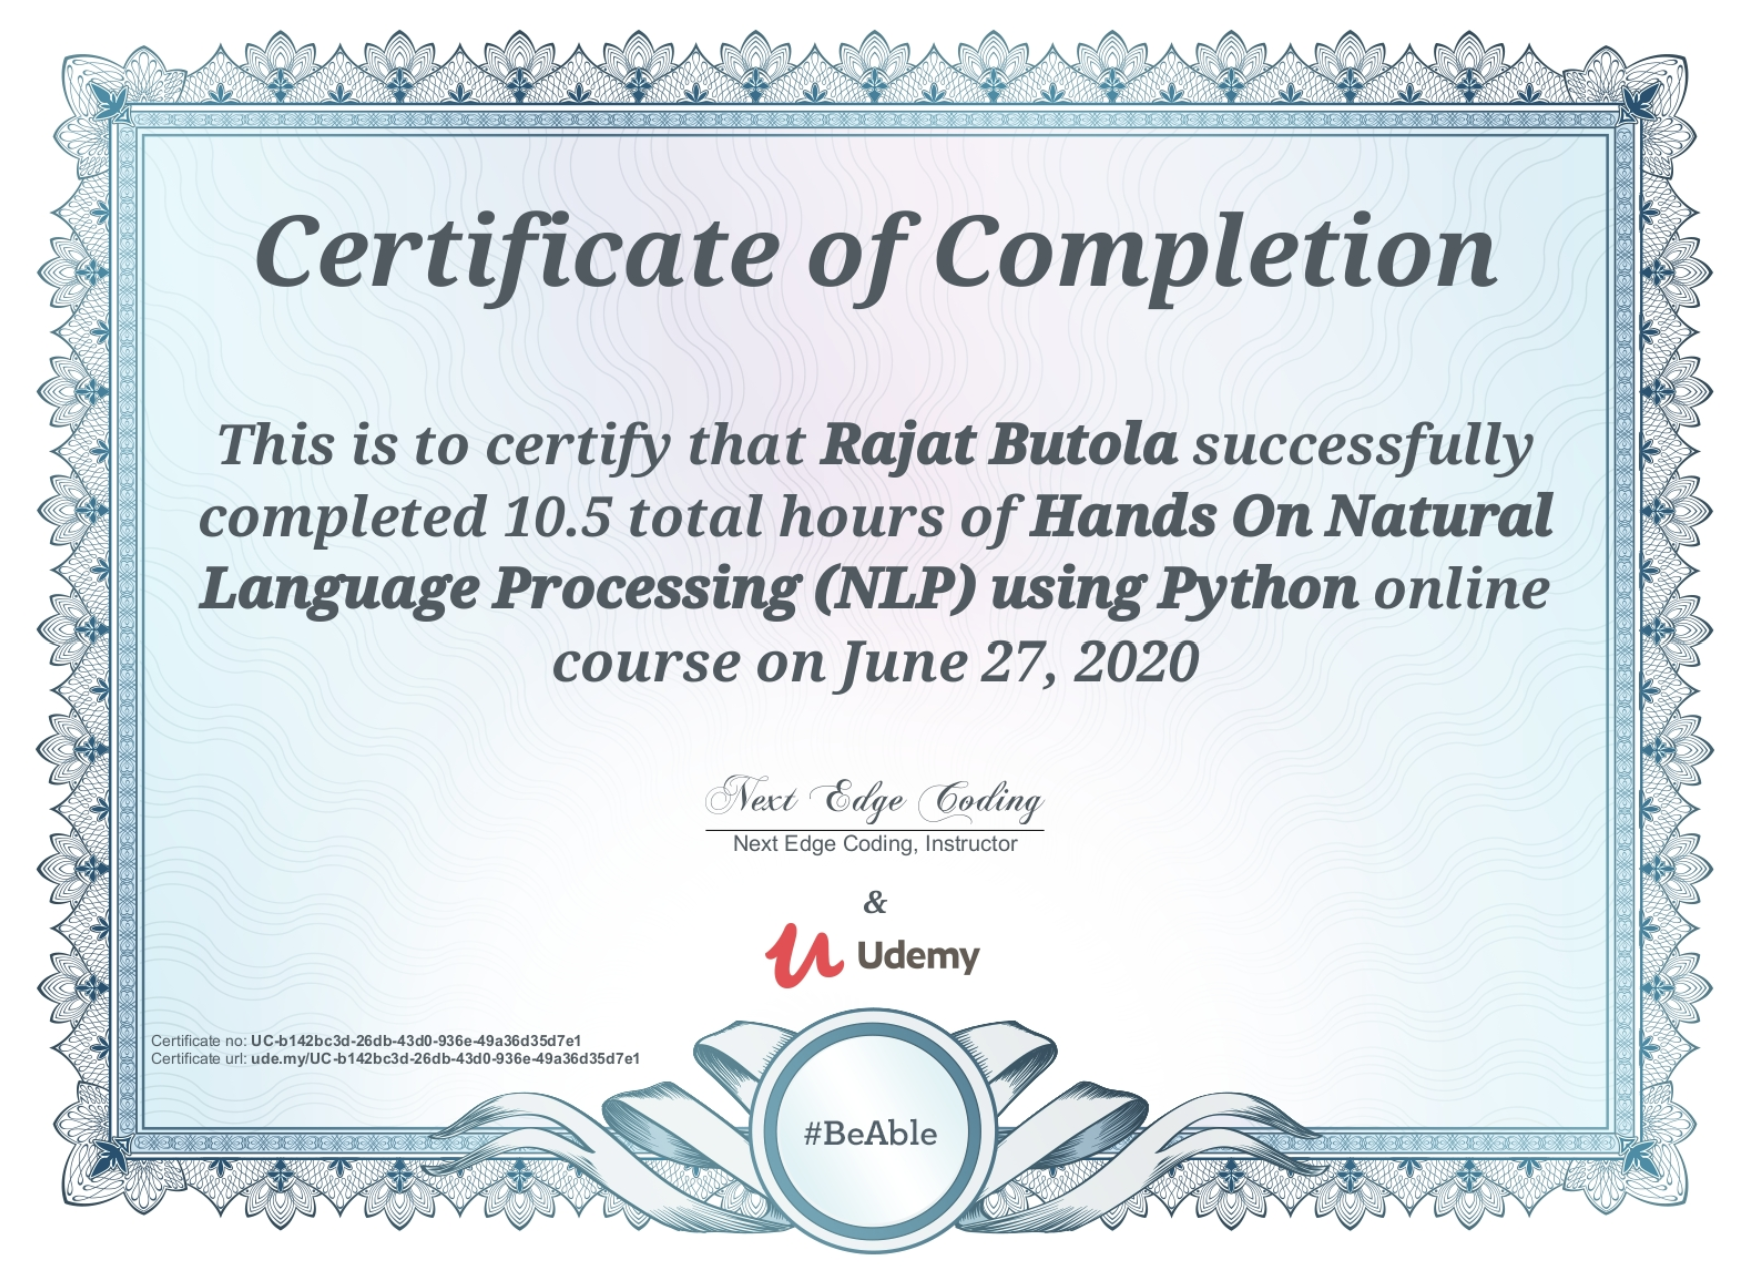 Certificate of Completion
This is to certify that Rajat Butola successfully
completed 10.5 total hours of Hands On Natural
Language Processing (NLP) using Python online
course on June 27, 2020
Next Edge Coding
Next Edge Coding, Instructor
&
Udemy
Certificate no: UC-b142bc3d-26db-43d0-936e-49a36d35d7e1
Certificate url: ude.my/UC-b142bc3d-26db-43d0-936e-49a36d35d7e1
#BeAble